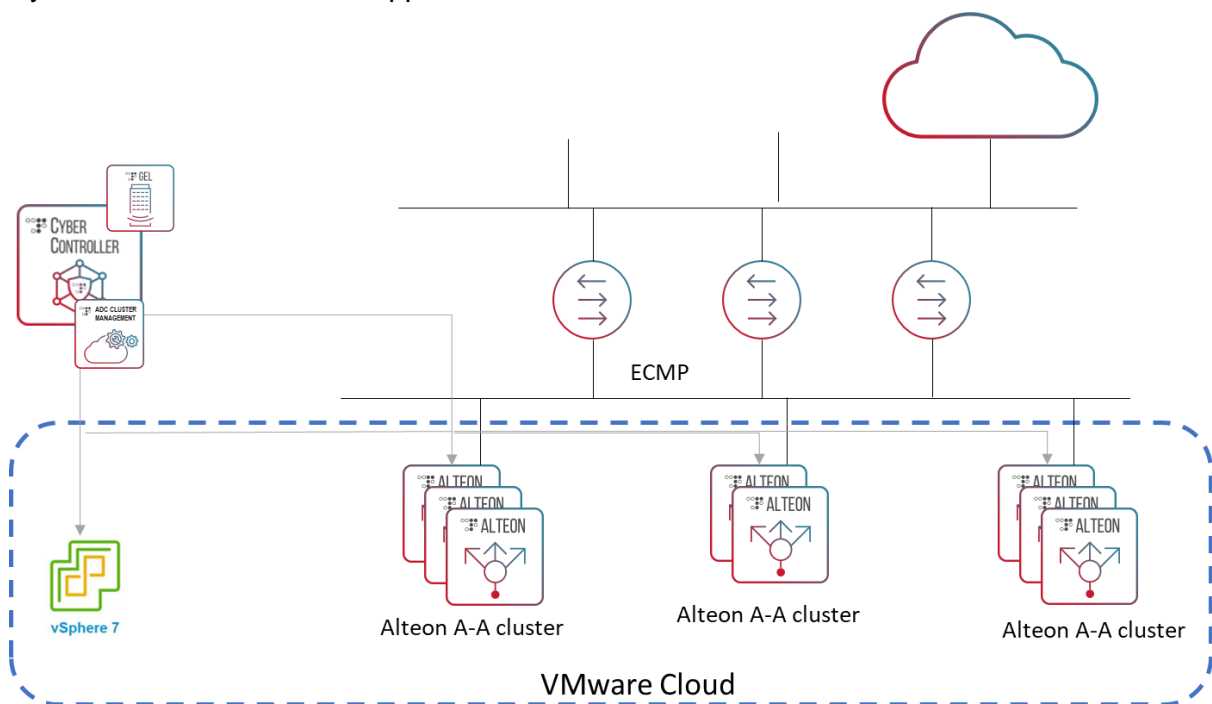 GEL
CYBER
CONTROLLER
ADC CLUSTER
MANAGEMENT
ECMP
ALTEON
ALTEON
ALTEON
ALTEON
ALTEON
ALTEON
ALTEON
ALTEON
vSphere 7
Alteon A-A cluster
Alteon A-A cluster
Alteon A-A cluster
VMware Cloud